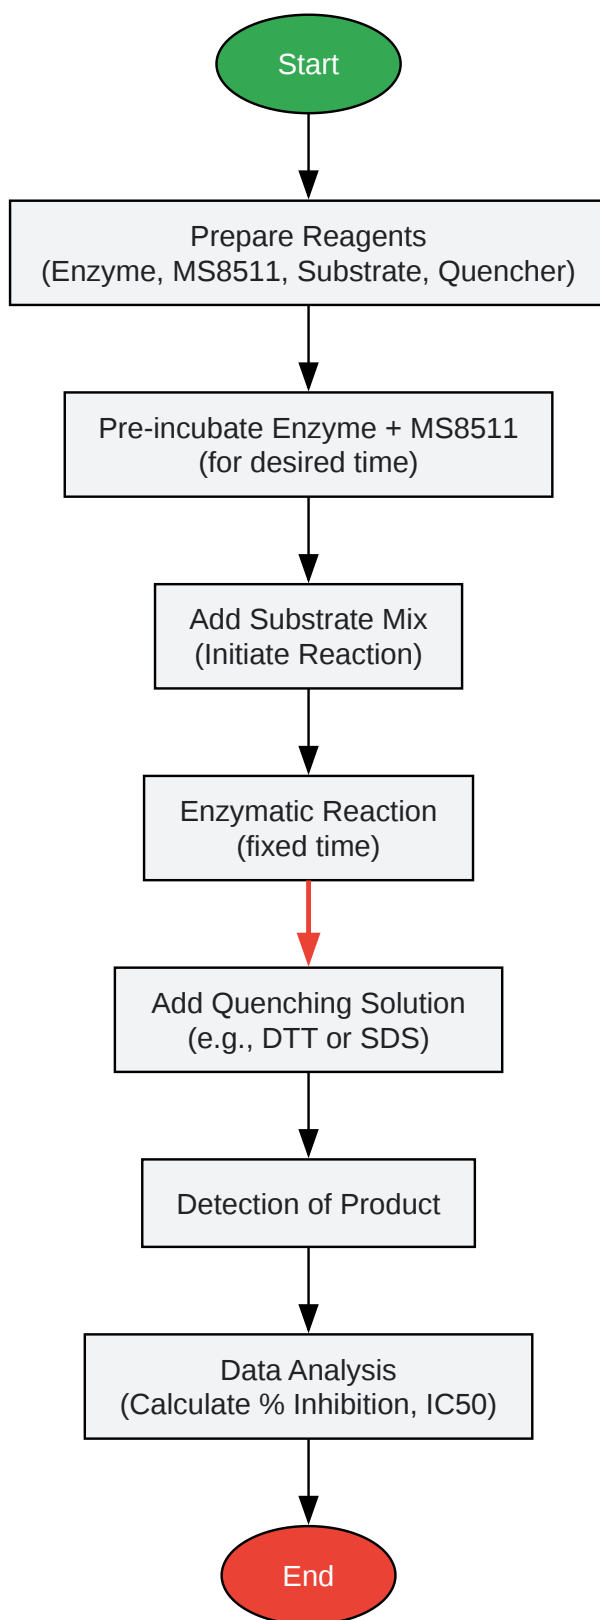 Start
Prepare Reagents
(Enzyme, MS8511, Substrate, Quencher)
Pre-incubate Enzyme + MS8511
(for desired time)
Add Substrate Mix
(Initiate Reaction)
Enzymatic Reaction
(fixed time)
Add Quenching Solution
(e.g., DTT or SDS)
Detection of Product
Data Analysis
(Calculate % Inhibition, IC50)
End